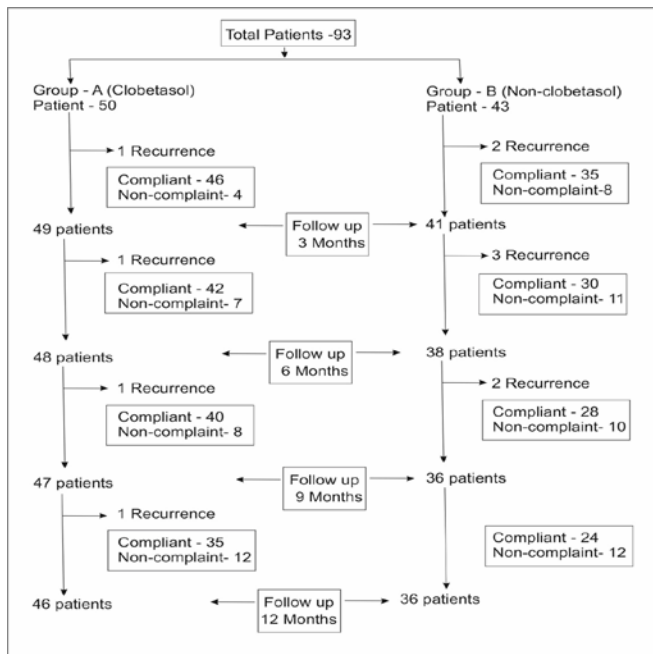 Total Patients -93
Group - A (Clobetasol)
Patient - 50
Group - B (Non-clobetasol)
Patient - 43
1 Recurrence
2 Recurrence
Compliant - 46
Non-complaint- 4
Compliant - 35
Non-complaint-8
49 patients
Follow up
3 Months
41 patients
1 Recurrence
3 Recurrence
Compliant - 42
Non-complaint- 7
Compliant - 30
Non-complaint- 11
48 patients
Follow up
6 Months
38 patients
1 Recurrence
2 Recurrence
Compliant - 40
Non-complaint- 8
Compliant - 28
Non-complaint- 10
47 patients
Follow up
9 Months
36 patients
1 Recurrence
Compliant - 35
Non-complaint- 12
Compliant - 24
Non-complaint- 12
46 patients
Follow up
12 Months
36 patients